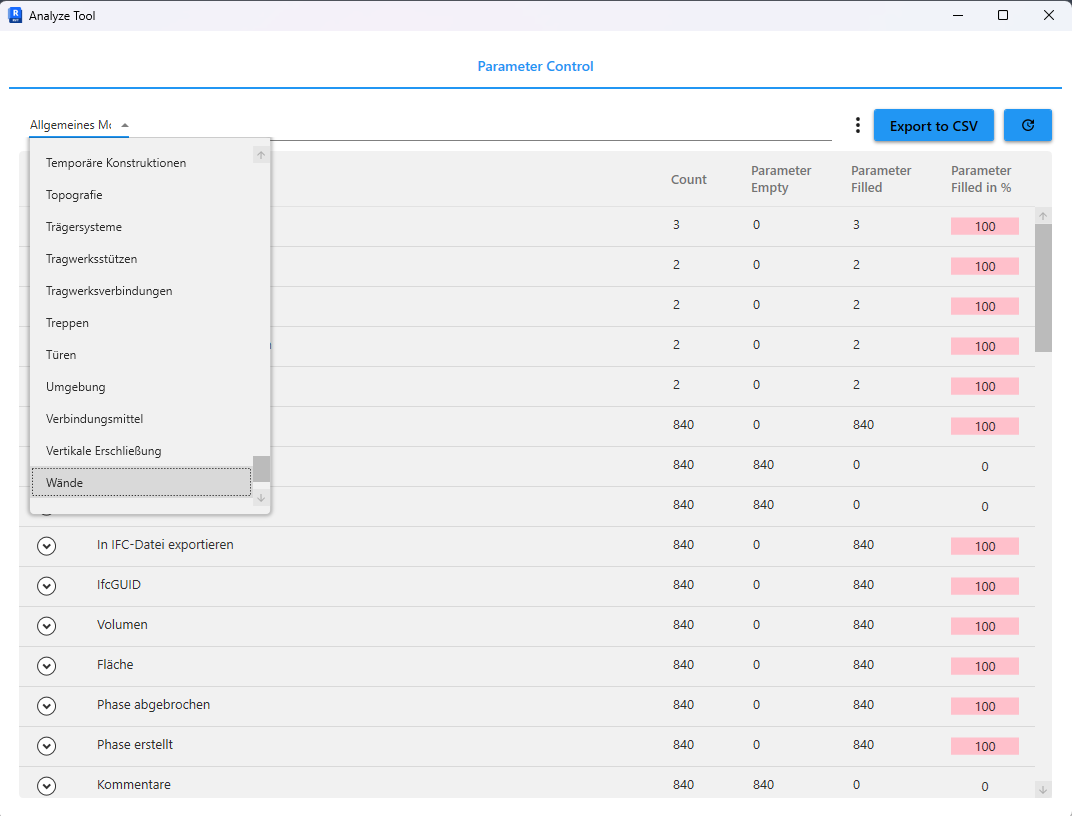 Analyze Tool
Parameter Control
Allgemeines Mo
Export to CSV
Count
Parameter
Empty
Parameter
Filled
Parameter
Filled in %
Temporäre Konstruktionen
Topografie
Trägersysteme
Tragwerksstützen
Tragwerksverbindungen
Treppen
Türen
Umgebung
Verbindungsmittel
Vertikale Erschließung
Wände
3 0 3 100
2 0 2 100
2 0 2 100
2 0 2 100
2 0 2 100
840 0 840 100
840 840 0 0
840 840 0 0
In IFC-Datei exportieren 840 0 840 100
IfcGUID 840 0 840 100
Volumen 840 0 840 100
Fläche 840 0 840 100
Phase abgebrochen 840 0 840 100
Phase erstellt 840 0 840 100
Kommentare 840 840 0 0